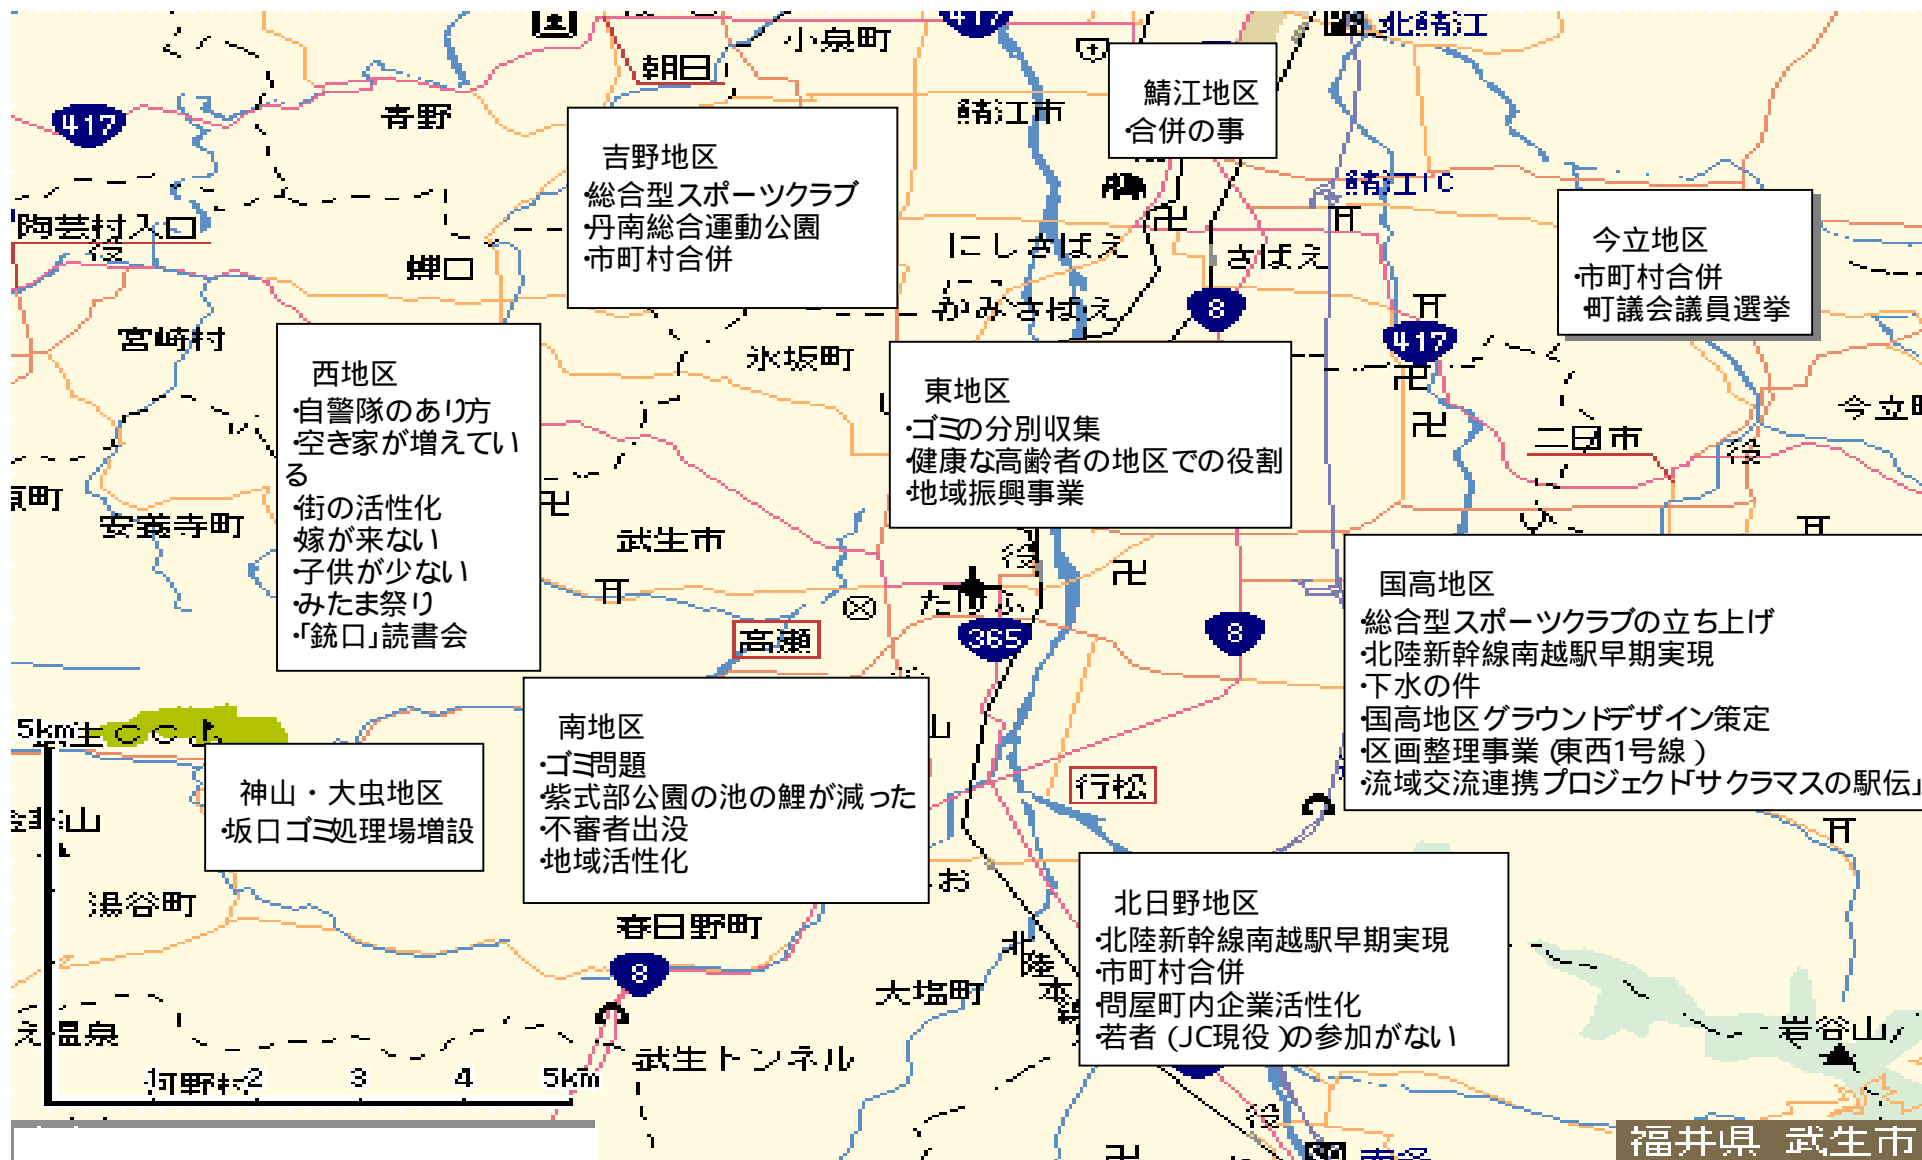 小泉町
北鯖江
朝日
417
417
寺野
鯖江市
鯖江地区
・合併の事
吉野地区
・総合型スポーツクラブ
・丹南総合運動公園
・市町村合併
鯖江IC
陶芸村入口
役
蝉口
にしさばえ
さばえ
今立地区
・市町村合併
・町議会議員選挙
かみさばえ
8
417
宮崎村
氷坂町
西地区
・自警隊のあり方
・空き家が増えてい
る
・街の活性化
・嫁が来ない
・子供が少ない
・みたま祭り
・「銃口」読書会
東地区
・ゴミの分別収集
・健康な高齢者の地区での役割
・地域振興事業
今立町
二日市
役
安養寺町
武生市
役
たけふ
365
8
高瀬
国高地区
・総合型スポーツクラブの立ち上げ
・北陸新幹線南越駅早期実現
・下水の件
・国高地区グラウンドデザイン策定
・区画整理事業(東西1号線)
・流域交流連携プロジェクト「サクラマスの駅伝」
5km
南地区
・ゴミ問題
・紫式部公園の池の鯉が減った
・不審者出没
・地域活性化
神山・大虫地区
・坂口ゴミ処理場増設
行松
湯谷町
春日野町
お
北日野地区
・北陸新幹線南越駅早期実現
・市町村合併
・問屋町内企業活性化
・若者(JC現役)の参加がない
8
大塩町
北陸本
温泉
武生トンネル
岩谷山
1
河野村
2
3
4
5km
役
福井県 武生市